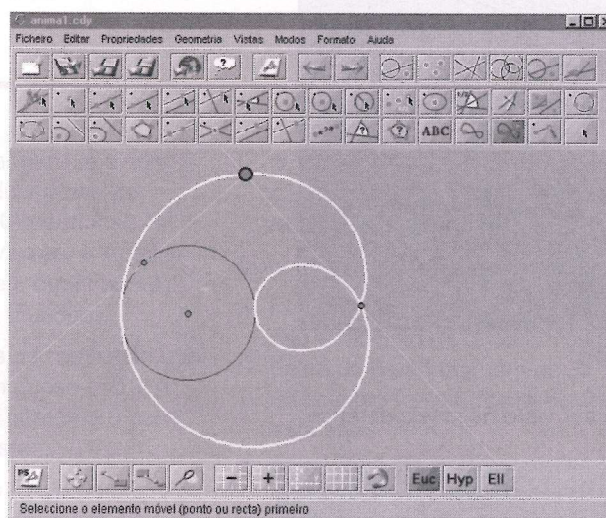 anima1.cdy
Ficheiro Editar Propriedades Geometria Vistas Modos Formato Ajuda
ABC
PS
Euc Hyp Ell
Seleccione o elemento móvel (ponto ou recta) primeiro